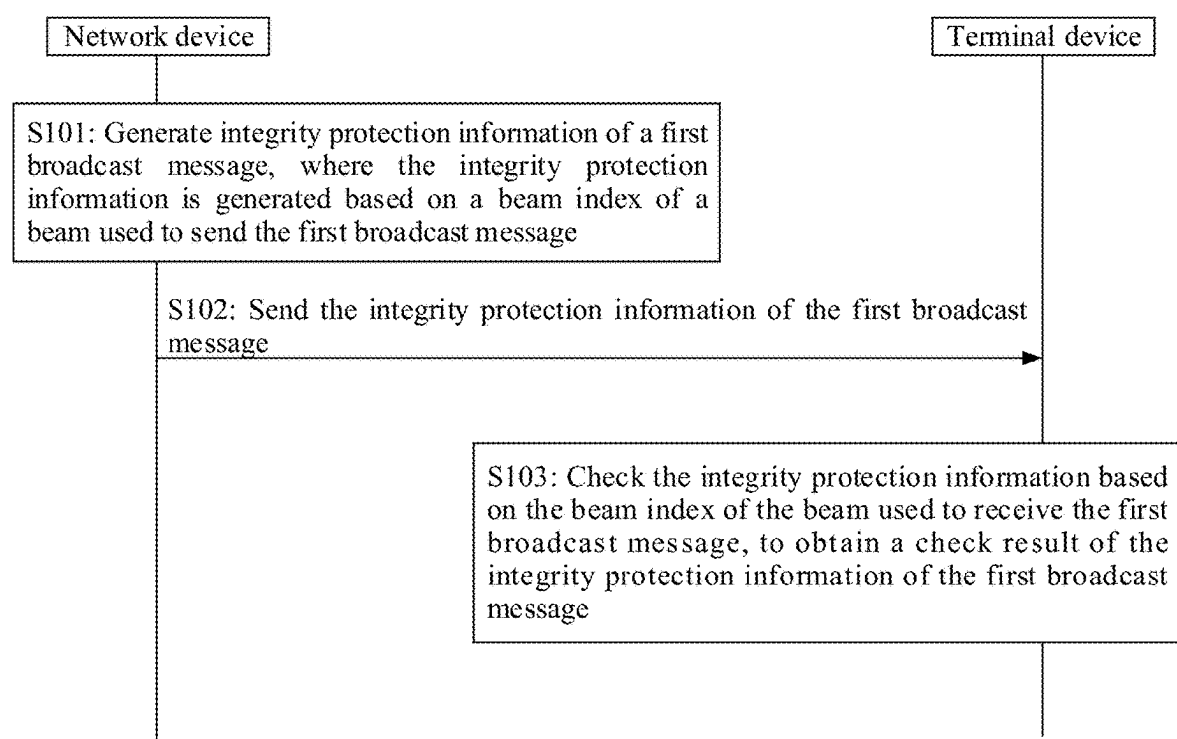 Network device
Terminal device
S101: Generate integrity protection information of a first
broadcast message, where the integrity protection
information is generated based on a beam index of a
beam used to send the first broadcast message
S102: Send the integrity protection information of the first broadcast
message
S103: Check the integrity protection information based
on the beam index of the beam used to receive the first
broadcast message, to obtain a check result of the
integrity protection information of the first broadcast
message